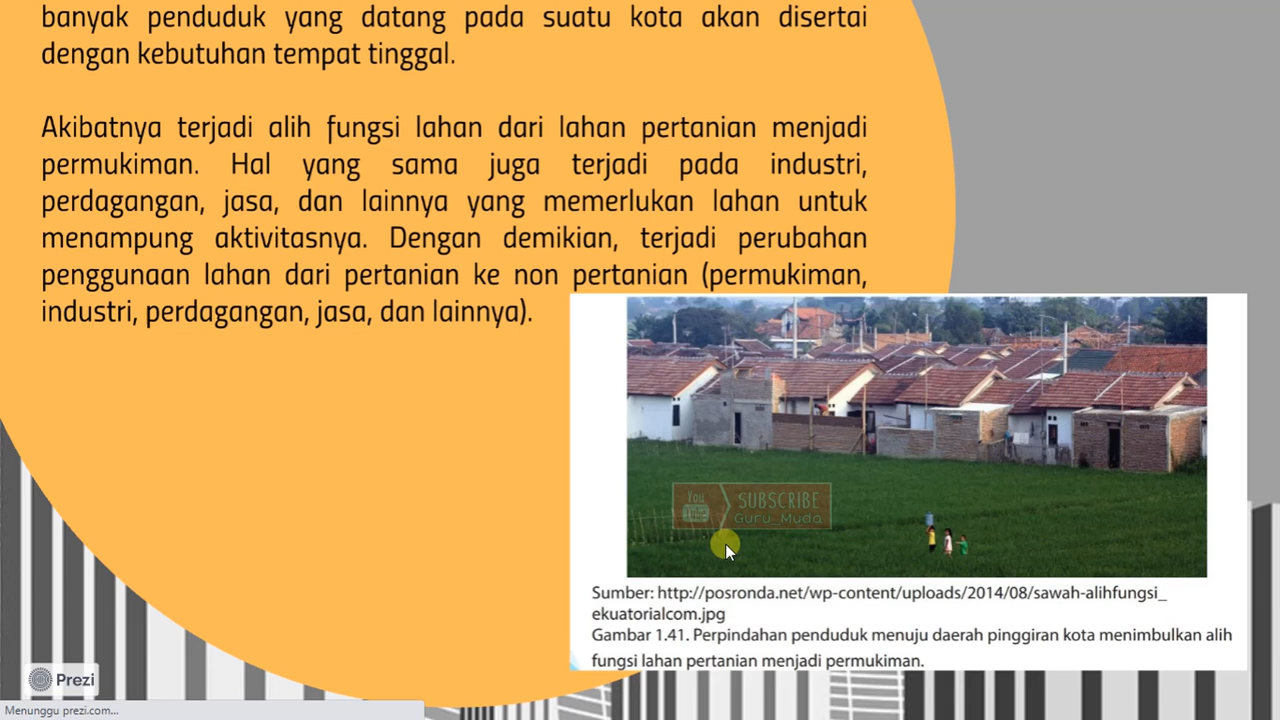 banyak penduduk yang datang pada suatu kota akan disertai
dengan kebutuhan tempat tinggal.
Akibatnya terjadi alih fungsi lahan dari lahan pertanian menjadi
permukiman. Hal yang sama juga terjadi pada industri,
perdagangan, jasa, dan lainnya yang memerlukan lahan untuk
menampung aktivitasnya. Dengan demikian, terjadi perubahan
penggunaan lahan dari pertanian ke non pertanian (permukiman,
industri, perdagangan, jasa, dan lainnya).
You
Tube
SUBSCRIBE
Guru_Muda
Sumber: http://posronda.net/wp-content/uploads/2014/08/sawah-alihfungsi_
ekuatorialcom.jpg
Gambar 1.41. Perpindahan penduduk menuju daerah pinggiran kota menimbulkan alih
fungsi lahan pertanian menjadi permukiman.
Prezi
Menunggu prezi.com...